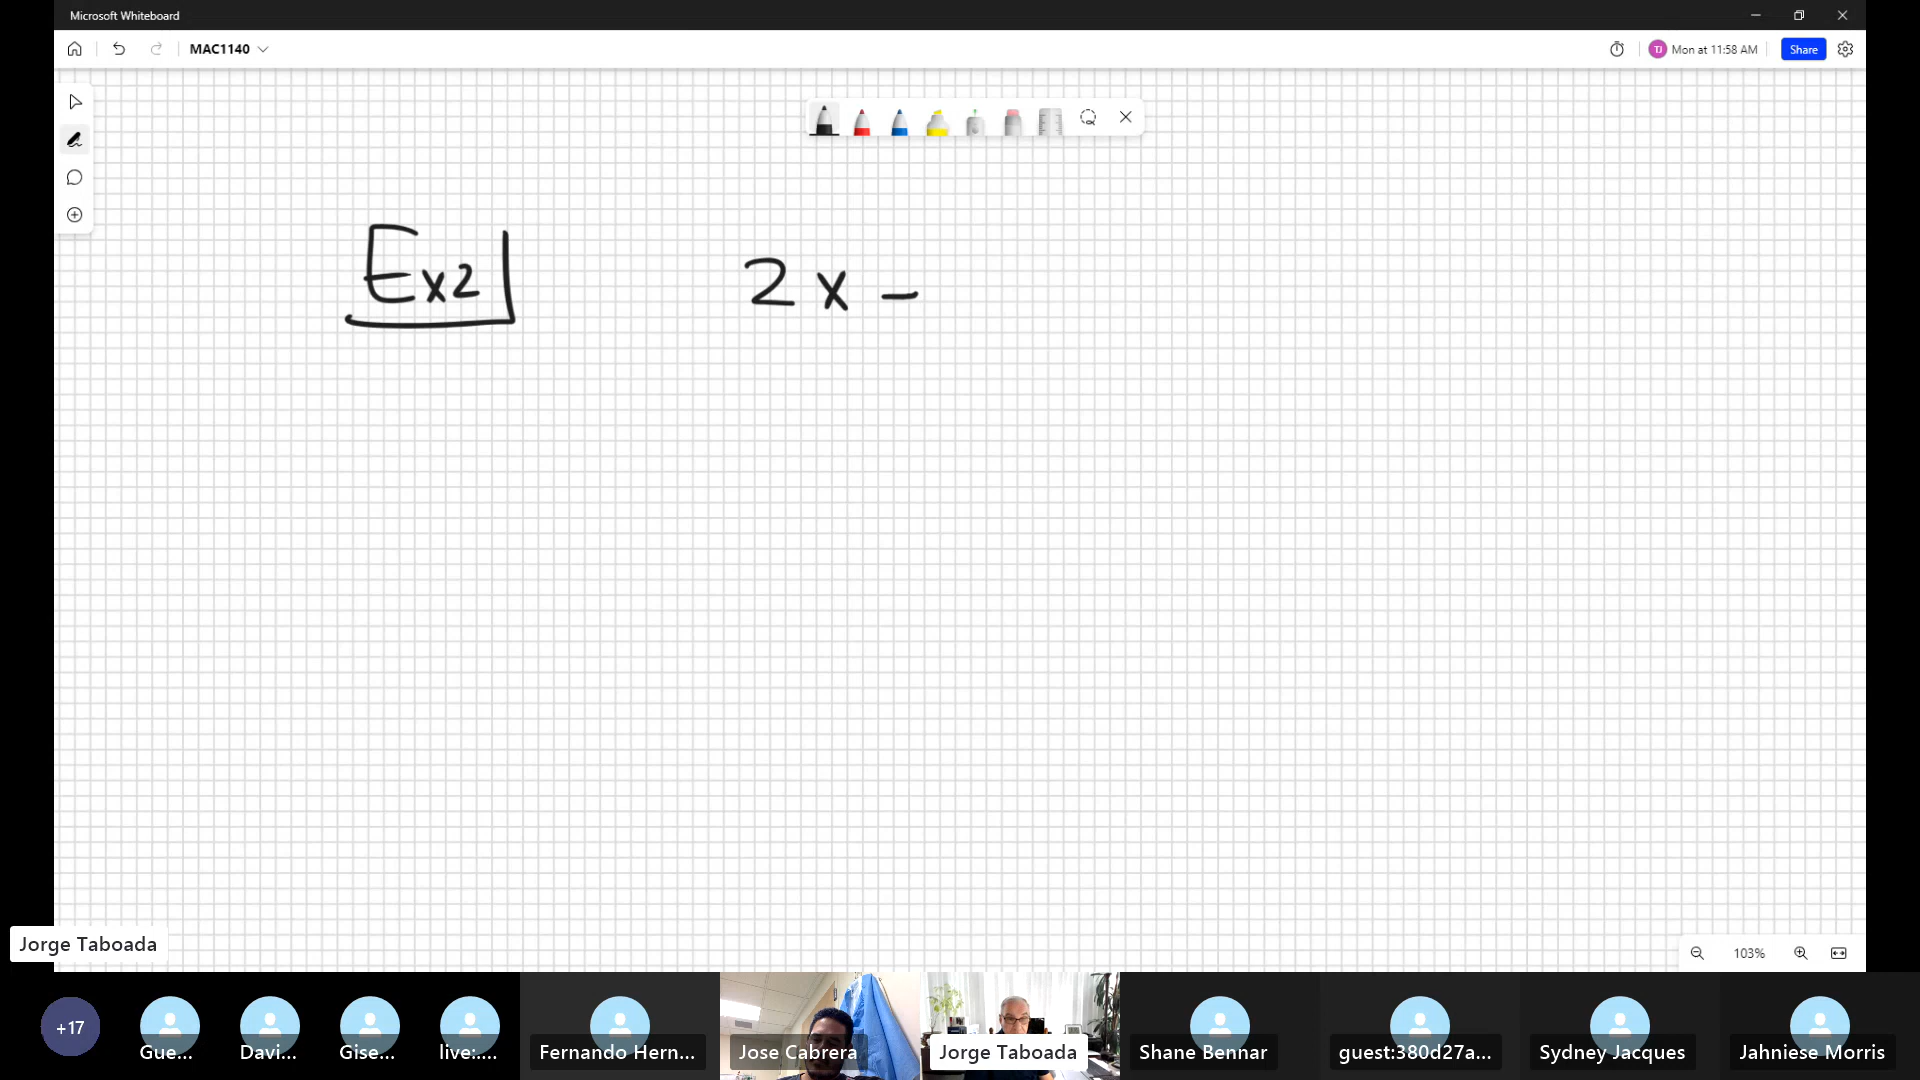 Microsoft Whiteboard
MAC1140
TJ Mon at 11:58 AM Share
Ex2 2x -
103%
Jorge Taboada
+17 Gue... Davi... Gise... live:.... Fernando Hern... Jose Cabrera Jorge Taboada Shane Bennar guest:380d27a... Sydney Jacques Jahniese Morris